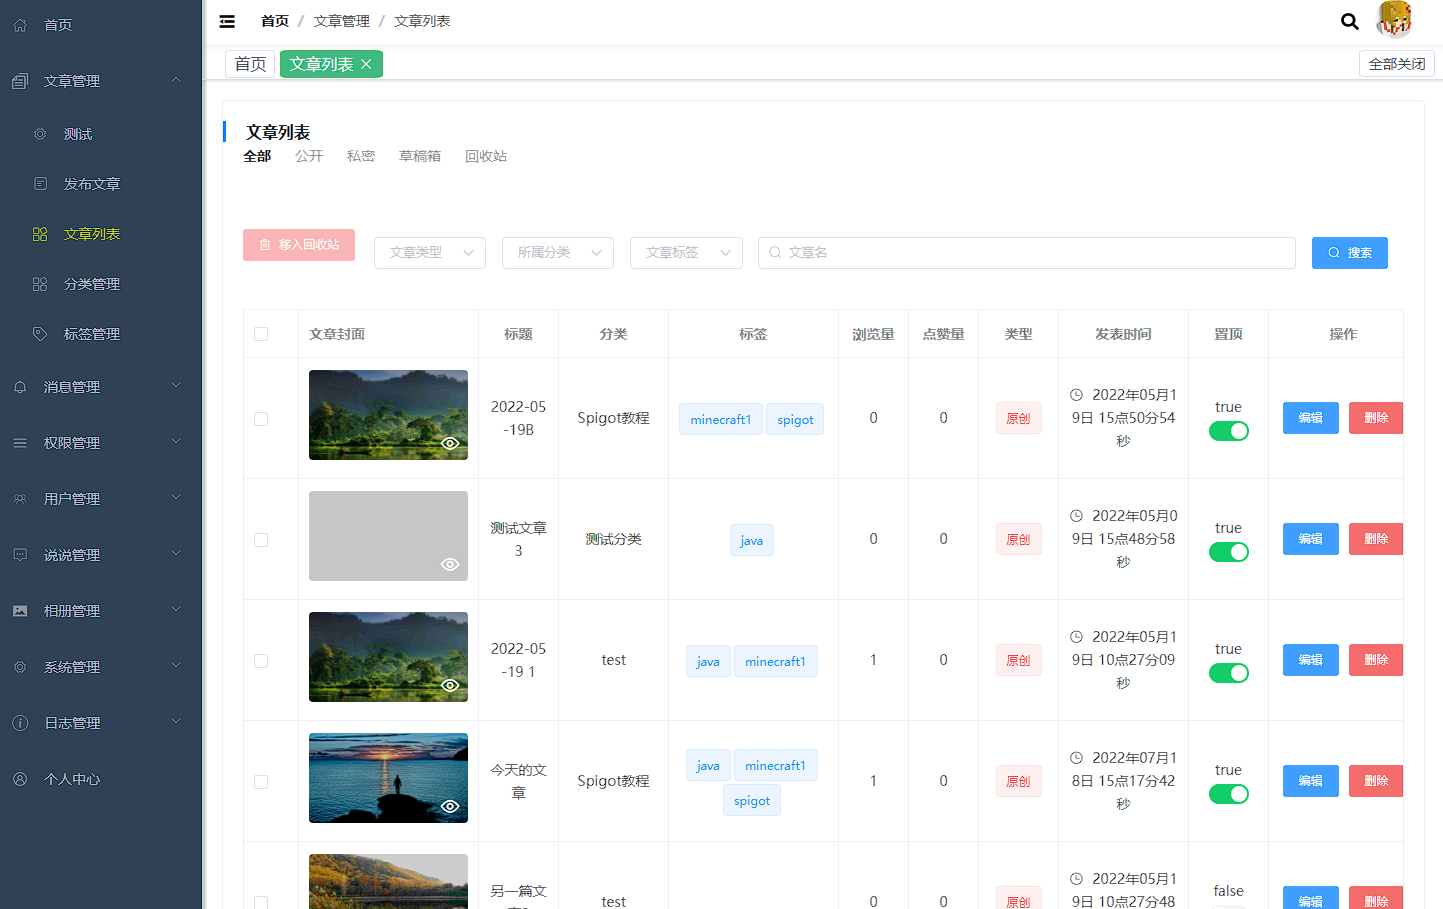 首页
文章管理
测试
发布文章
文章列表
分类管理
标签管理
消息管理
权限管理
用户管理
说说管理
相册管理
系统管理
日志管理
个人中心
首页 / 文章管理 / 文章列表
首页 文章列表 全部关闭
文章列表
全部 公开 私密 草稿箱 回收站
移入回收站 文章类型 所属分类 文章标签 文章名 搜索
文章封面 标题 分类 标签 浏览量 点赞量 类型 发表时间 置顶 操作
2022-05
-19B
Spigot教程
minecraft1 spigot
0
0
原创
2022年05月1
9日 15点50分54
秒
true
编辑 删除
测试文章
3
测试分类
java
0
0
原创
2022年05月0
9日 15点48分58
秒
true
编辑 删除
2022-05
-19 1
test
java minecraft1
1
0
原创
2022年05月1
9日 10点27分09
秒
true
编辑 删除
今天的文
章
Spigot教程
java minecraft1
spigot
1
0
原创
2022年07月1
8日 15点17分42
秒
true
编辑 删除
另一篇文
test
0
0
原创
2022年05月1
9日 10点27分48
false
编辑 删除